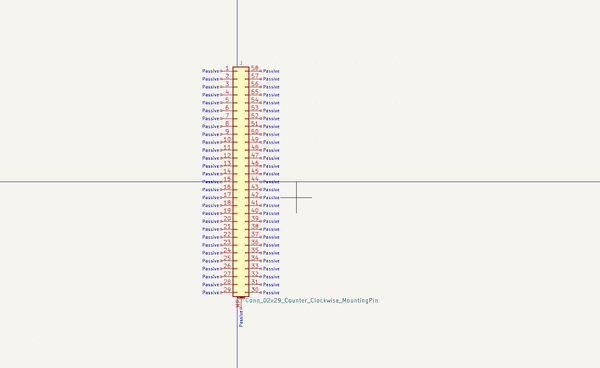 J
Passive 1 58 Passive
Passive 2 57 Passive
Passive 3 56 Passive
Passive 4 55 Passive
Passive 5 54 Passive
Passive 6 53 Passive
Passive 7 52 Passive
Passive 8 51 Passive
Passive 9 50 Passive
Passive 10 49 Passive
Passive 11 48 Passive
Passive 12 47 Passive
Passive 13 46 Passive
Passive 14 45 Passive
Passive 15 44 Passive
Passive 16 43 Passive
Passive 17 42 Passive
Passive 18 41 Passive
Passive 19 40 Passive
Passive 20 39 Passive
Passive 21 38 Passive
Passive 22 37 Passive
Passive 23 36 Passive
Passive 24 35 Passive
Passive 25 34 Passive
Passive 26 33 Passive
Passive 27 32 Passive
Passive 28 31 Passive
Passive 29 30 Passive
Conn_02x29_Counter_Clockwise_MountingPin
Passive